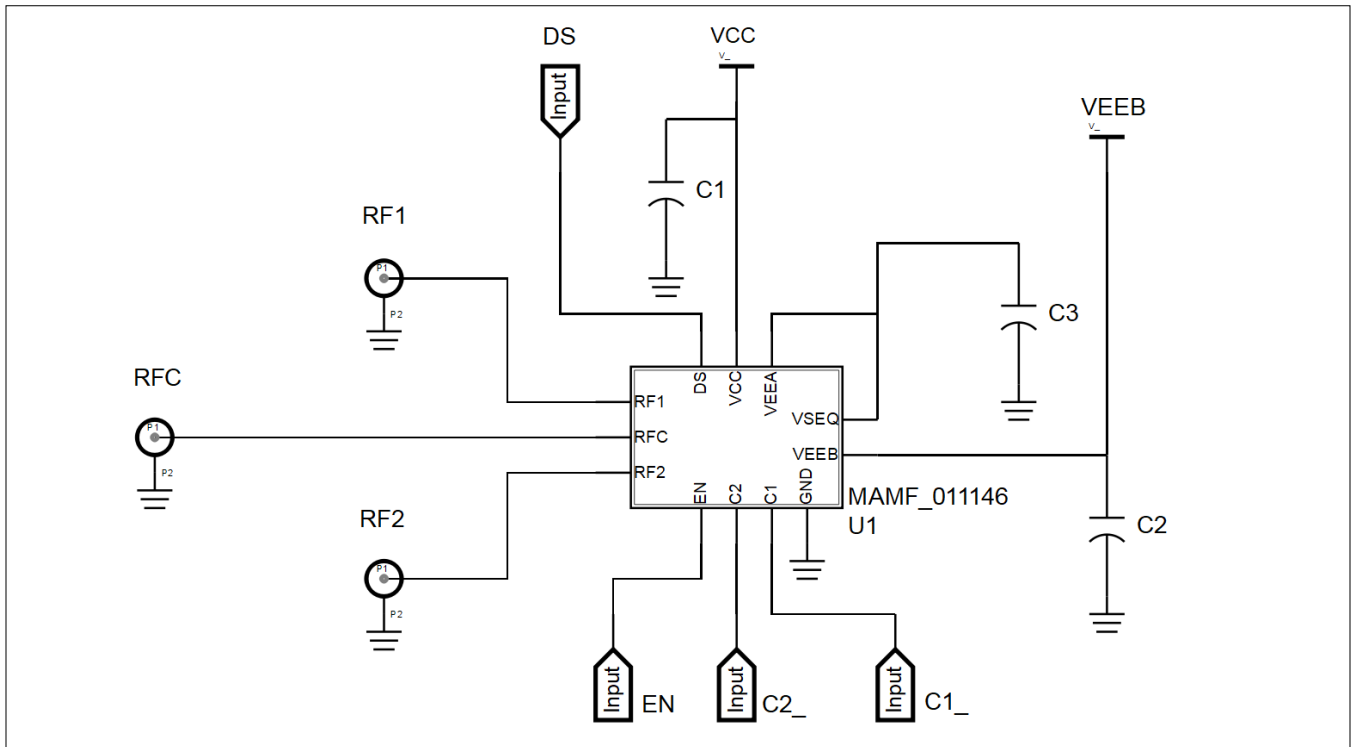 DS
VCC
V_
Input
VEEB
V_
C1
RF1
P1
P2
C3
RFC
P1
P2
DS
VCC
VEEA
RF1
VSEQ
RFC
VEEB
RF2
EN
C2
C1
GND
MAMF_011146
U1
C2
RF2
P1
P2
Input
EN
Input
C2_
Input
C1_